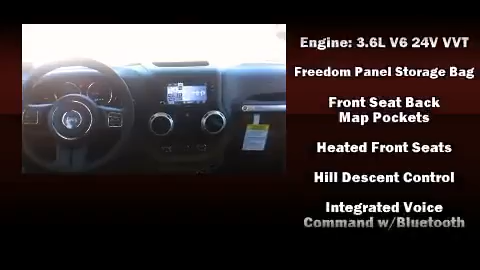 Engine: 3.6L V6 24V VVT
Freedom Panel Storage Bag
Front Seat Back
Map Pockets
Heated Front Seats
Hill Descent Control
Integrated Voice
Command w/Bluetooth